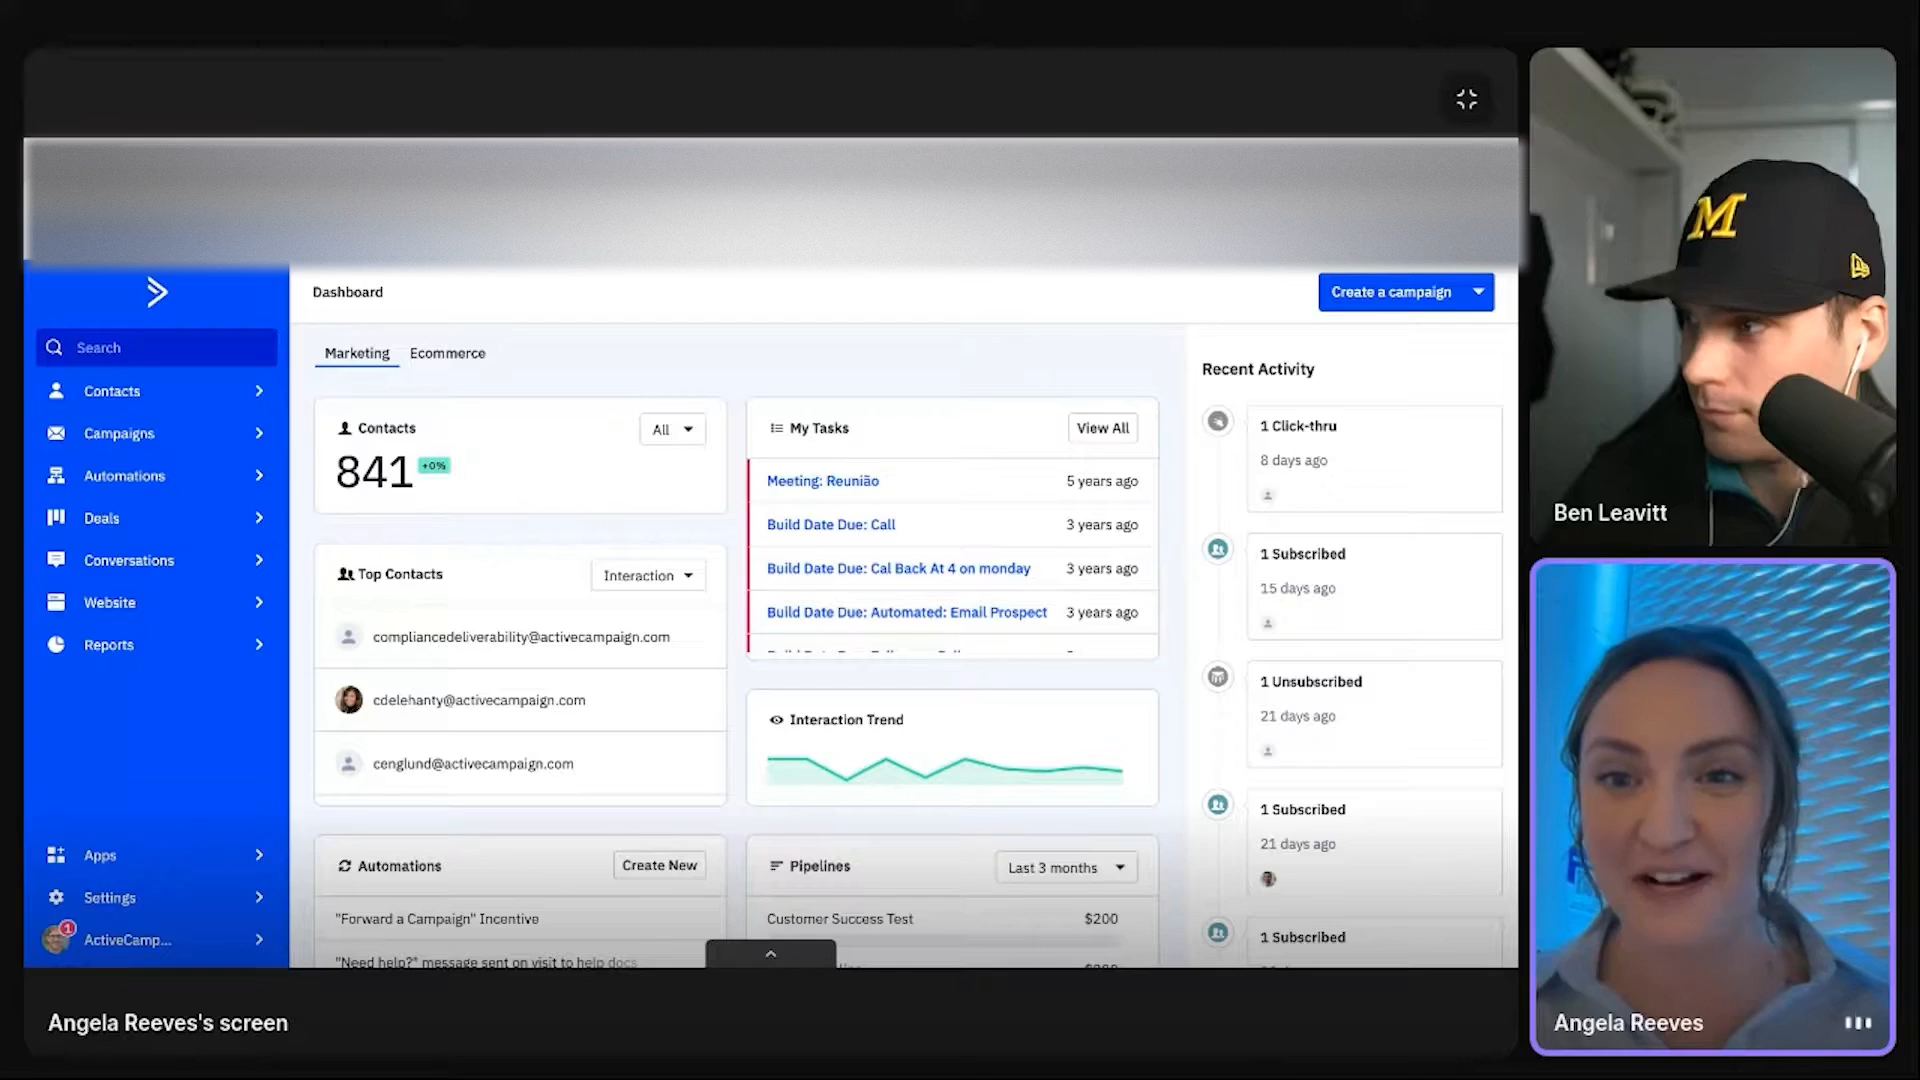 Dashboard
Create a campaign
Search
Contacts
Campaigns
Automations
Deals
Conversations
Website
Reports
Apps
Settings
1
ActiveCamp...
Marketing
Ecommerce
Contacts
All
841
+0%
Top Contacts
Interaction
compliancedeliverability@activecampaign.com
cdelehanty@activecampaign.com
cenglund@activecampaign.com
Automations
Create New
"Forward a Campaign" Incentive
"Need help?" message sent on visit to help docs
My Tasks
View All
Meeting: Reunião
5 years ago
Build Date Due: Call
3 years ago
Build Date Due: Cal Back At 4 on monday
3 years ago
Build Date Due: Automated: Email Prospect
3 years ago
Interaction Trend
Pipelines
Last 3 months
Customer Success Test
$200
Recent Activity
1 Click-thru
8 days ago
1 Subscribed
15 days ago
1 Unsubscribed
21 days ago
1 Subscribed
21 days ago
1 Subscribed
M
Ben Leavitt
Angela Reeves
Angela Reeves's screen